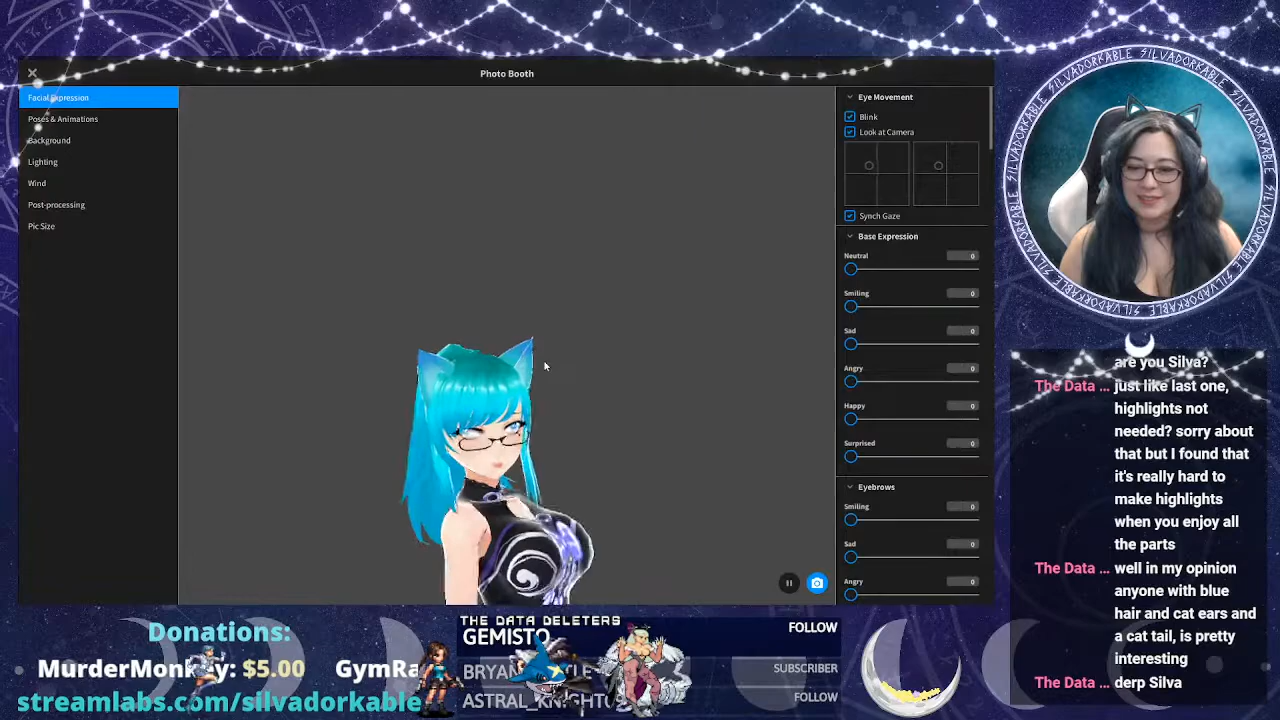 Photo Booth
Facial Expression
Poses & Animations
Background
Lighting
Wind
Post-processing
Pic Size
Eye Movement
Blink
Look at Camera
Synch Gaze
Base Expression
Neutral 0
Smiling 0
Sad 0
Angry 0
Happy 0
Surprised 0
Eyebrows
Smiling 0
Sad 0
Angry 0
SILVADORKABLE SILVADORKABLE SILVADORKABLE SILVADORKABLE
are you Silva?
The Data ... just like last one,
highlights not
needed? sorry about
that but I found that
it's really hard to
make highlights
when you enjoy all
the parts
The Data ... well in my opinion
anyone with blue
hair and cat ears and
a cat tail, is pretty
interesting
The Data ... derp Silva
Donations:
MurderMonkey: $5.00 GymRa
streamlabs.com/silvadorkable
THE DATA DELETERS
GEMISTO FOLLOW
SUBSCRIBER
FOLLOW